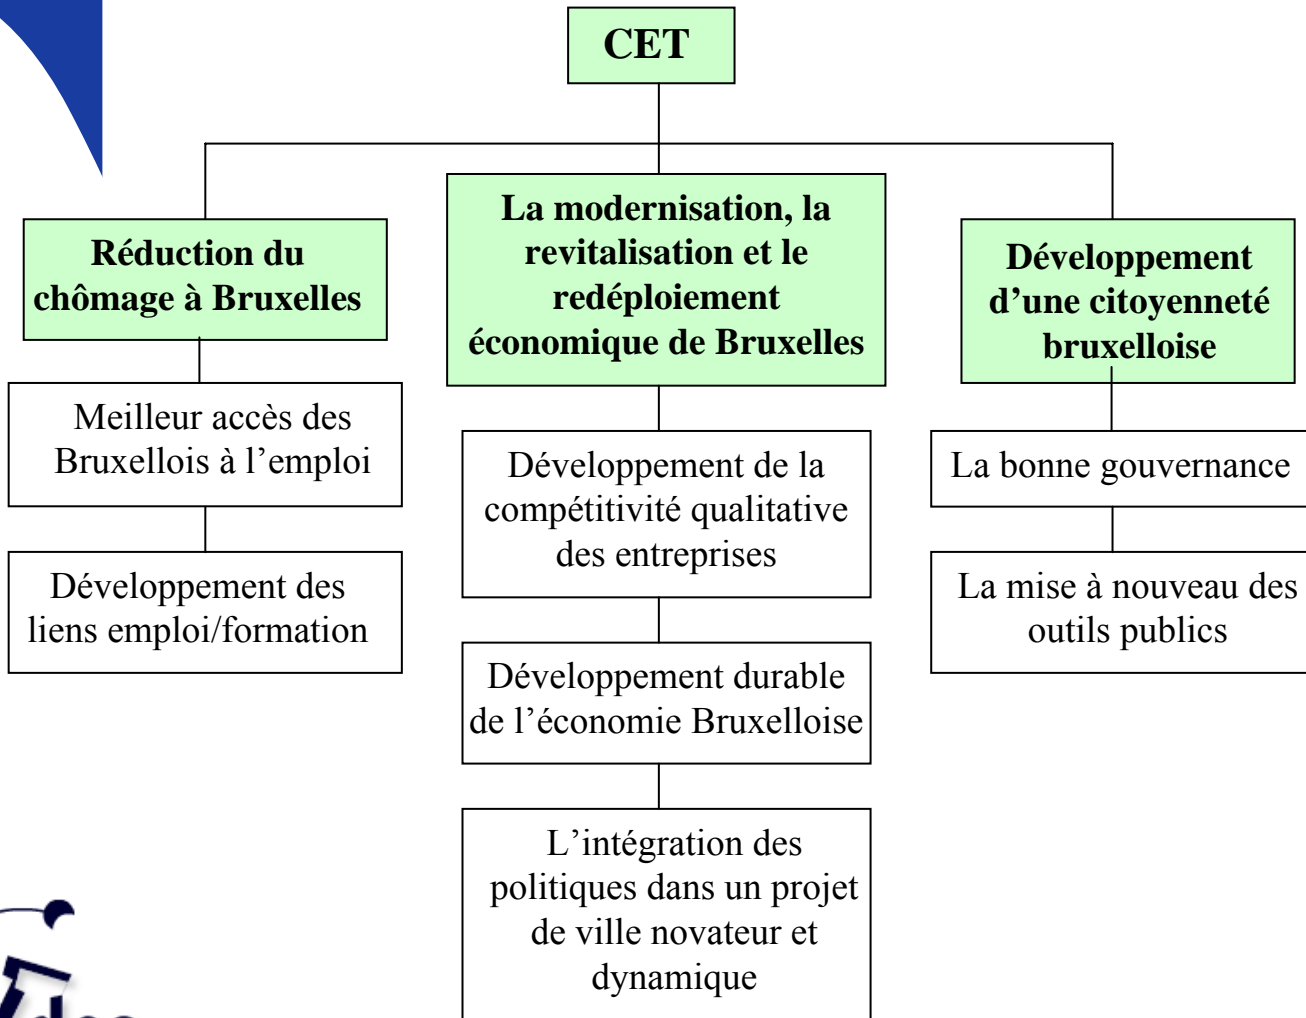 CET
Réduction du
chômage à Bruxelles
Meilleur accès des
Bruxellois à l’emploi
Développement des
liens emploi/formation
La modernisation, la
revitalisation et le
redéploiement
économique de Bruxelles
Développement de la
compétitivité qualitative
des entreprises
Développement durable
de l’économie Bruxelloise
L’intégration des
politiques dans un projet
de ville novateur et
dynamique
Développement
d’une citoyenneté
bruxelloise
La bonne gouvernance
La mise à nouveau des
outils publics